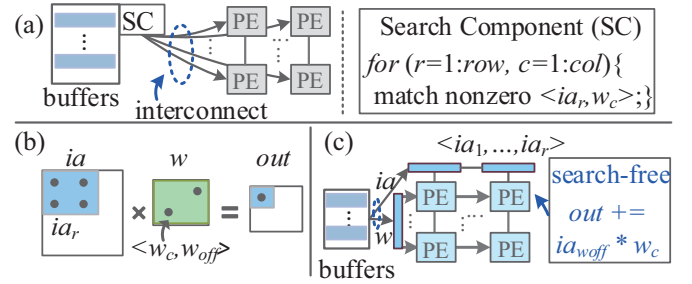 (a)
SC
PE PE
PE PE
buffers
interconnect
Search Component (SC)
for (r=1:row, c=1:col){
match nonzero <ia_r,w_c>;}
(b)
ia
w
out
ia_r
×
=
<w_c,w_off>
(c)
<ia_1,...,ia_r>
ia
w
PE PE
PE PE
buffers
search-free
out +=
ia_woff * w_c